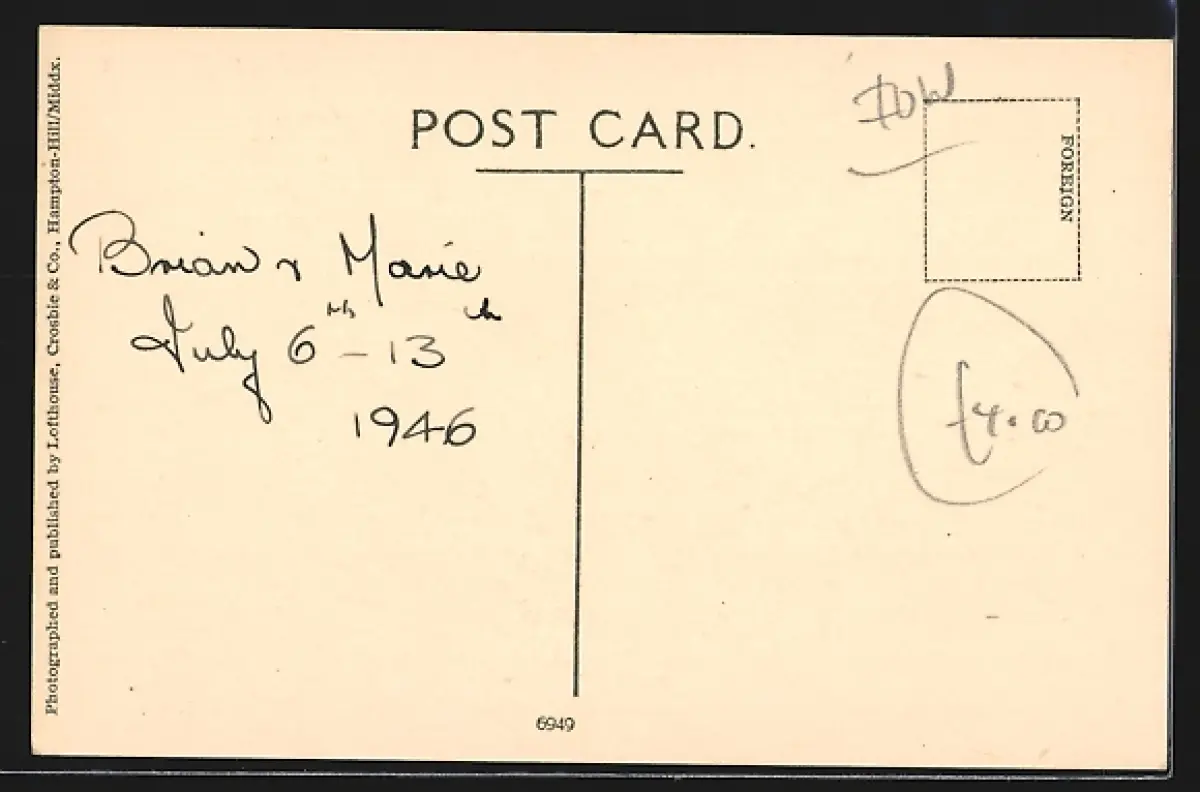 POST CARD.
IOW
FOREIGN
Photographed and published by Lofthouse, Crosbie & Co., Hampton-Hill/Middx.
Brian & Marie
July 6th - 13th
1946
£4.00
6949